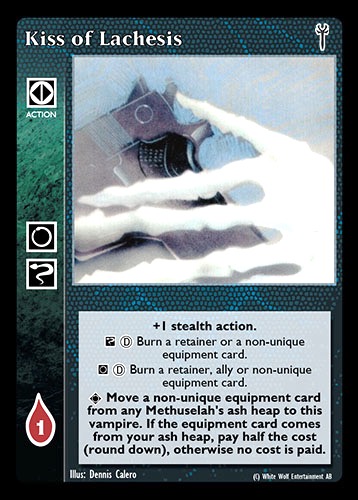 Kiss of Lachesis
ACTION
+1 stealth action.
Ⓓ Burn a retainer or a non-unique
equipment card.
Ⓓ Burn a retainer, ally or non-unique
equipment card.
Move a non-unique equipment card
from any Methuselah's ash heap to this
vampire. If the equipment card comes
from your ash heap, pay half the cost
(round down), otherwise no cost is paid.
1
Illus: Dennis Calero
(C) White Wolf Entertainment AB